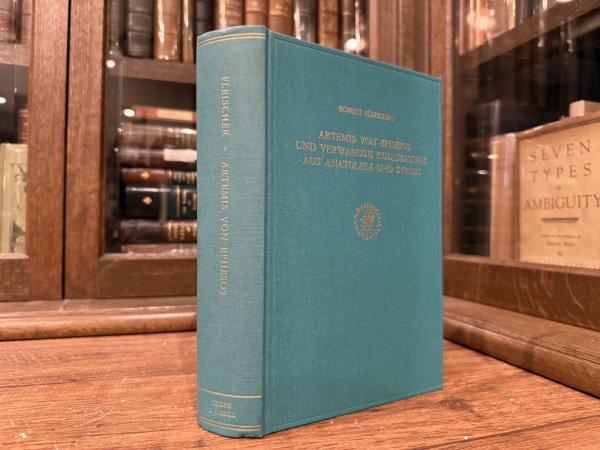 FLEISCHER - ARTEMIS VON EPHESOS
LEIDEN
E. J. BRILL
ROBERT FLEISCHER
ARTEMIS VON EPHESOS
UND VERWANDTE KULTSTATUEN
AUS ANATOLIEN UND SYRIEN
SEVEN
TYPES
OF
AMBIGUITY